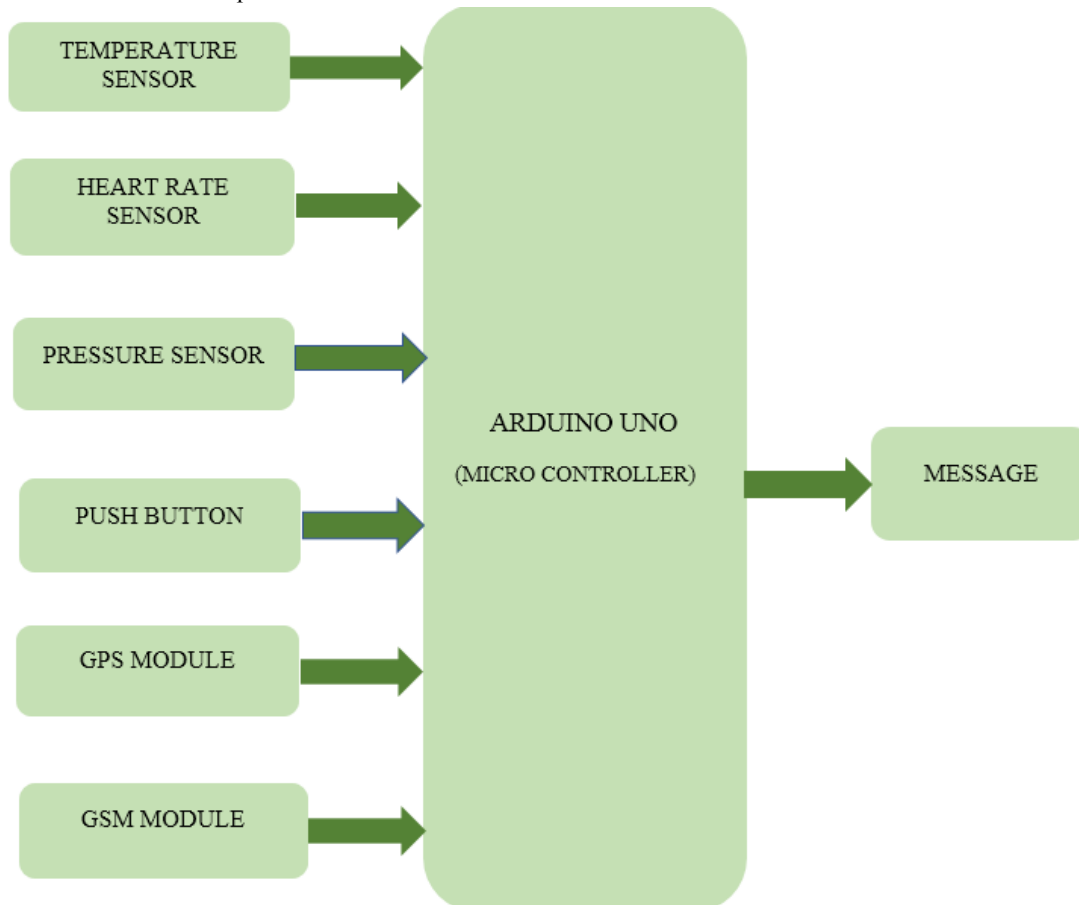 TEMPERATURE
SENSOR
HEART RATE
SENSOR
PRESSURE SENSOR
PUSH BUTTON
GPS MODULE
GSM MODULE
ARDUINO UNO
(MICRO CONTROLLER)
MESSAGE